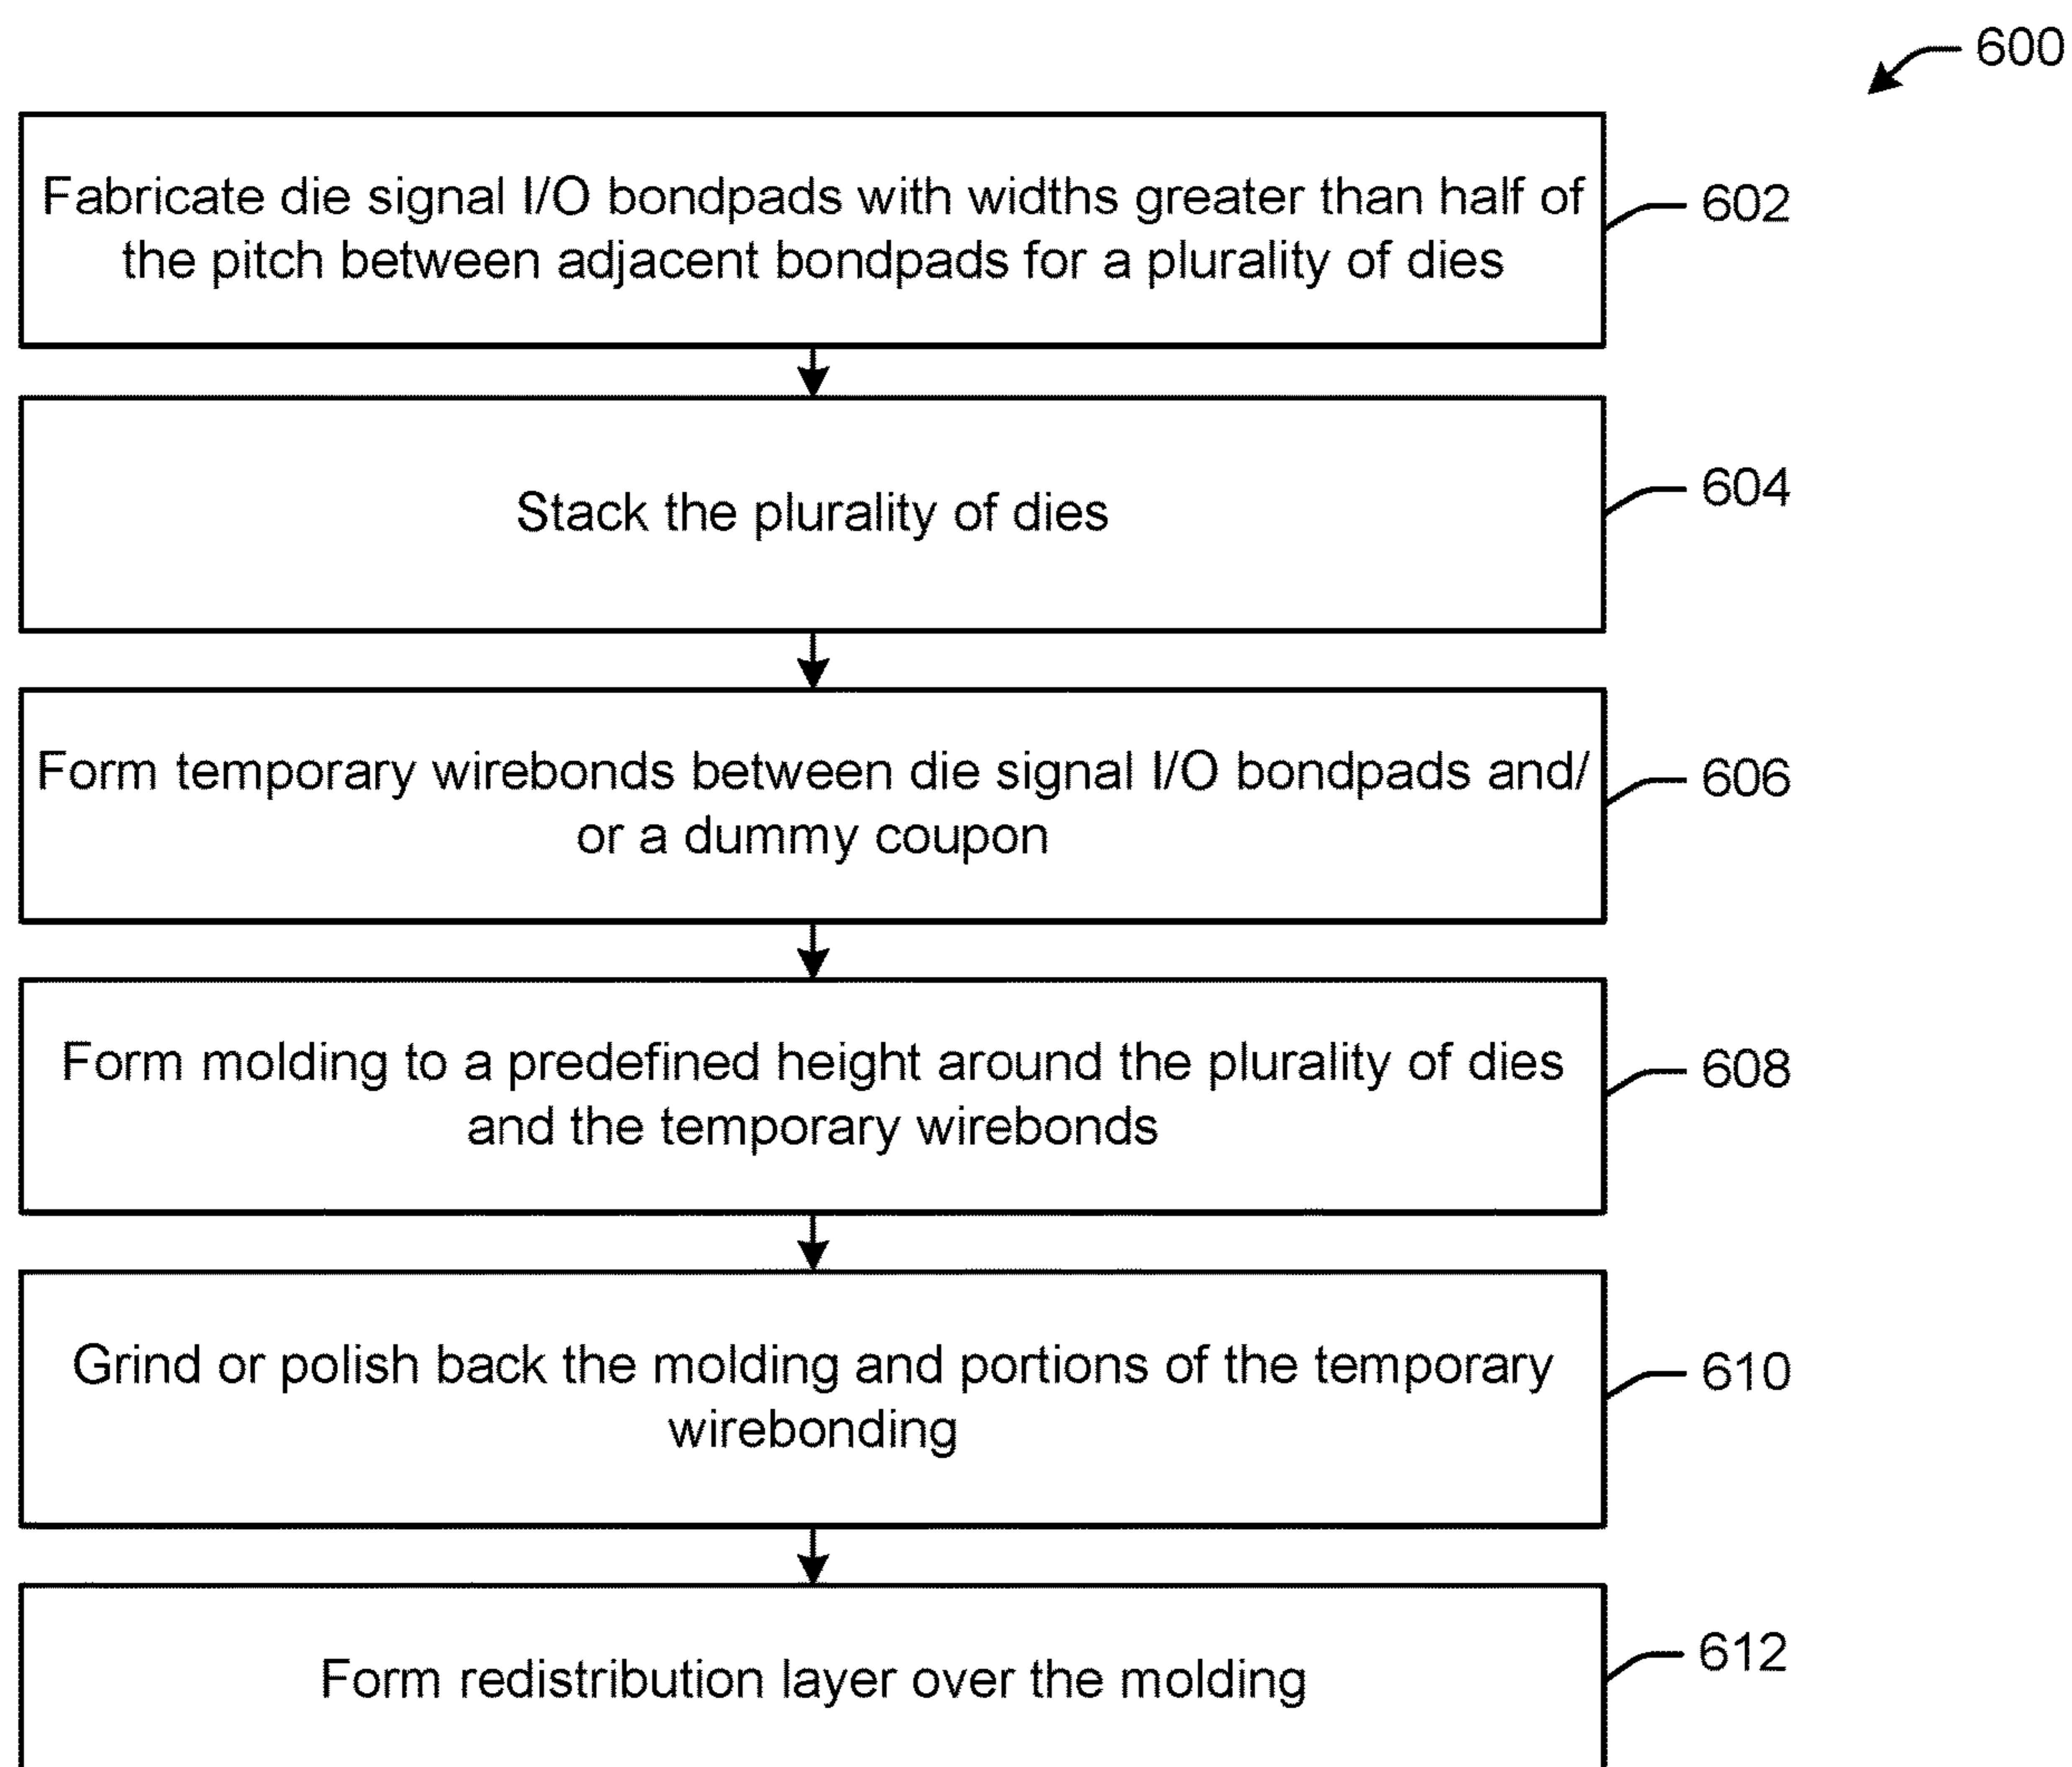 600
Fabricate die signal I/O bondpads with widths greater than half of
the pitch between adjacent bondpads for a plurality of dies
602
Stack the plurality of dies
604
Form temporary wirebonds between die signal I/O bondpads and/
or a dummy coupon
606
Form molding to a predefined height around the plurality of dies
and the temporary wirebonds
608
Grind or polish back the molding and portions of the temporary
wirebonding
610
Form redistribution layer over the molding
612